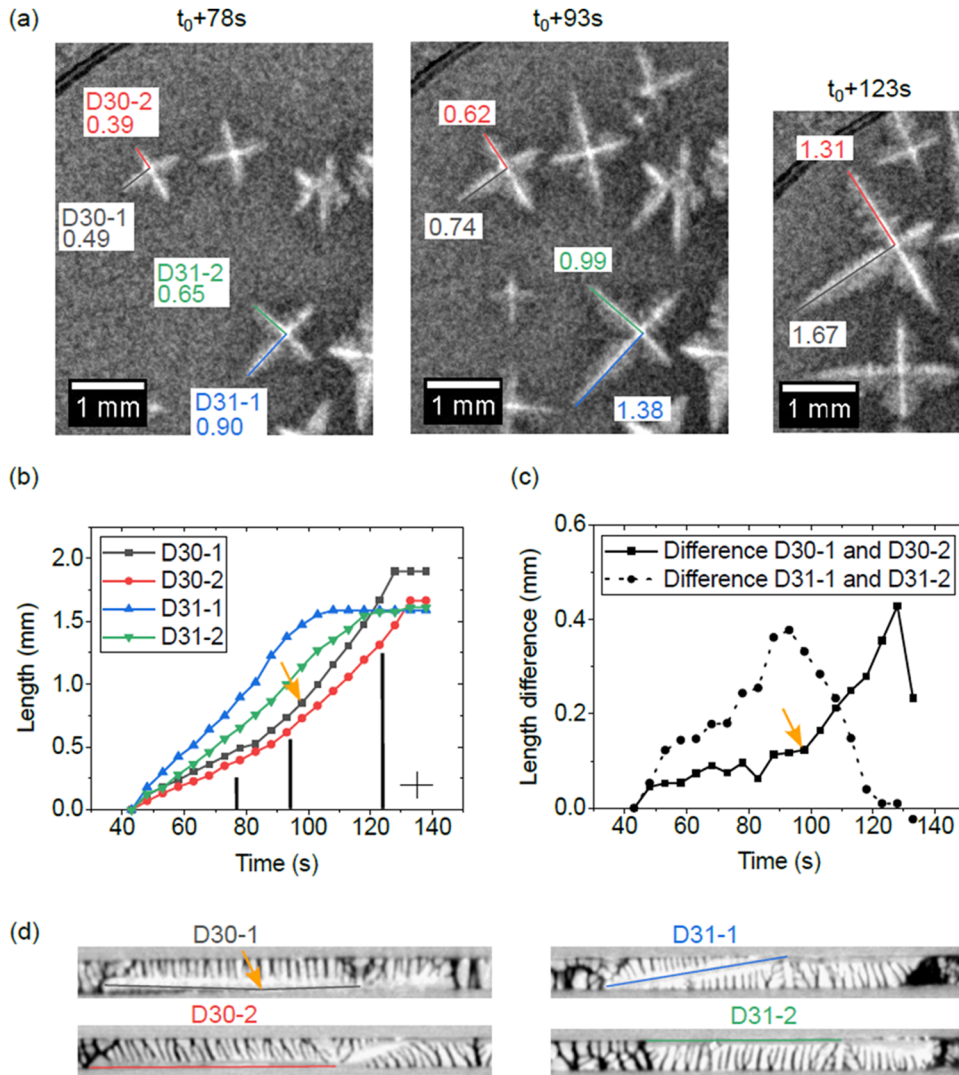 (a)
t₀+78s
t₀+93s
t₀+123s
D30-2
0.39
D30-1
0.49
D31-2
0.65
D31-1
0.90
1 mm
0.62
0.74
0.99
1.38
1 mm
1.31
1.67
1 mm
(b)
Length (mm)
2.0
1.5
1.0
0.5
0.0
D30-1
D30-2
D31-1
D31-2
40 60 80 100 120 140
Time (s)
(c)
Length difference (mm)
0.6
0.4
0.2
0.0
Difference D30-1 and D30-2
Difference D31-1 and D31-2
40 60 80 100 120 140
Time (s)
(d)
D30-1
D30-2
D31-1
D31-2